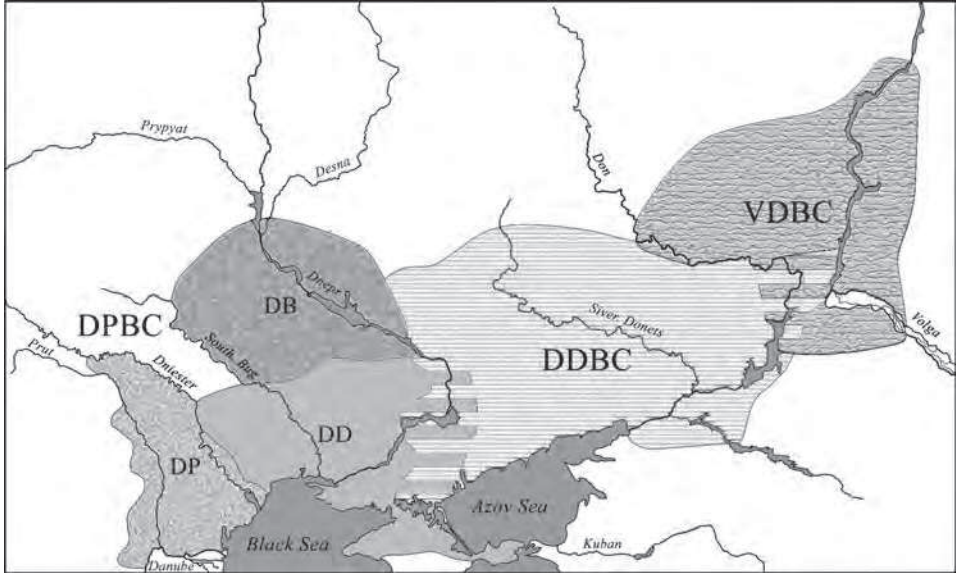 Prypyat
Desna
Don
VDBC
Dnepr
DB
Siver. Donets
Volga
DPBC
Prut
Dniester
South. Bug
DDBC
DD
DP
Azov Sea
Black Sea
Kuban
Danube